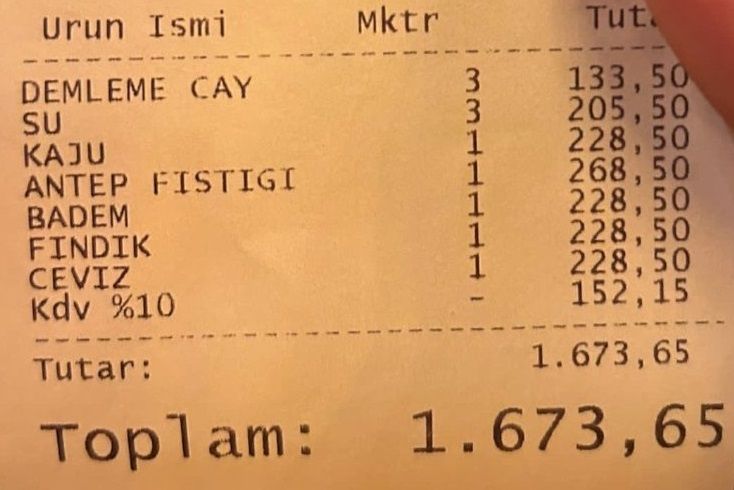 Urun Ismi Mktr
DEMLEME CAY 3 133,50
SU 3 205,50
KAJU 1 228,50
ANTEP FISTIGI 1 268,50
BADEM 1 228,50
FINDIK 1 228,50
CEVIZ 1 228,50
Kdv %10 - 152,15
Tutar: 1.673,65
Toplam: 1.673,65